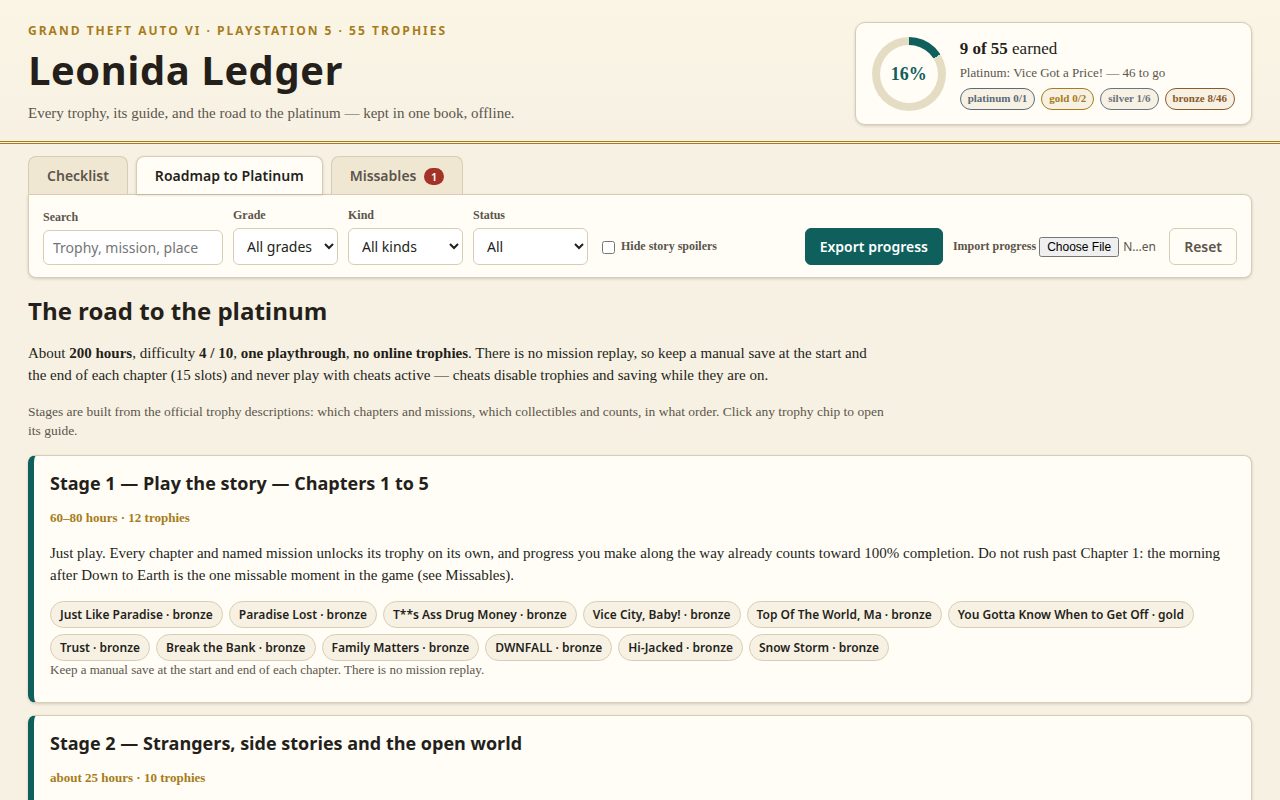 GRAND THEFT AUTO VI · PLAYSTATION 5 · 55 TROPHIES
Leonida Ledger
Every trophy, its guide, and the road to the platinum — kept in one book, offline.
16%
9 of 55 earned
Platinum: Vice Got a Price! — 46 to go
platinum 0/1
gold 0/2
silver 1/6
bronze 8/46
Checklist
Roadmap to Platinum
Missables 1
Search
Grade
Kind
Status
Trophy, mission, place
All grades
All kinds
All
Hide story spoilers
Export progress
Import progress
Choose File
N...en
Reset
The road to the platinum
About 200 hours, difficulty 4 / 10, one playthrough, no online trophies. There is no mission replay, so keep a manual save at the start and
the end of each chapter (15 slots) and never play with cheats active — cheats disable trophies and saving while they are on.
Stages are built from the official trophy descriptions: which chapters and missions, which collectibles and counts, in what order. Click any trophy chip to open
its guide.
Stage 1 — Play the story — Chapters 1 to 5
60–80 hours · 12 trophies
Just play. Every chapter and named mission unlocks its trophy on its own, and progress you make along the way already counts toward 100% completion. Do not rush past Chapter 1: the morning
after Down to Earth is the one missable moment in the game (see Missables).
Just Like Paradise · bronze
Paradise Lost · bronze
T**s Ass Drug Money · bronze
Vice City, Baby! · bronze
Top Of The World, Ma · bronze
You Gotta Know When to Get Off · gold
Trust · bronze
Break the Bank · bronze
Family Matters · bronze
DWNFALL · bronze
Hi-Jacked · bronze
Snow Storm · bronze
Keep a manual save at the start and end of each chapter. There is no mission replay.
Stage 2 — Strangers, side stories and the open world
about 25 hours · 10 trophies